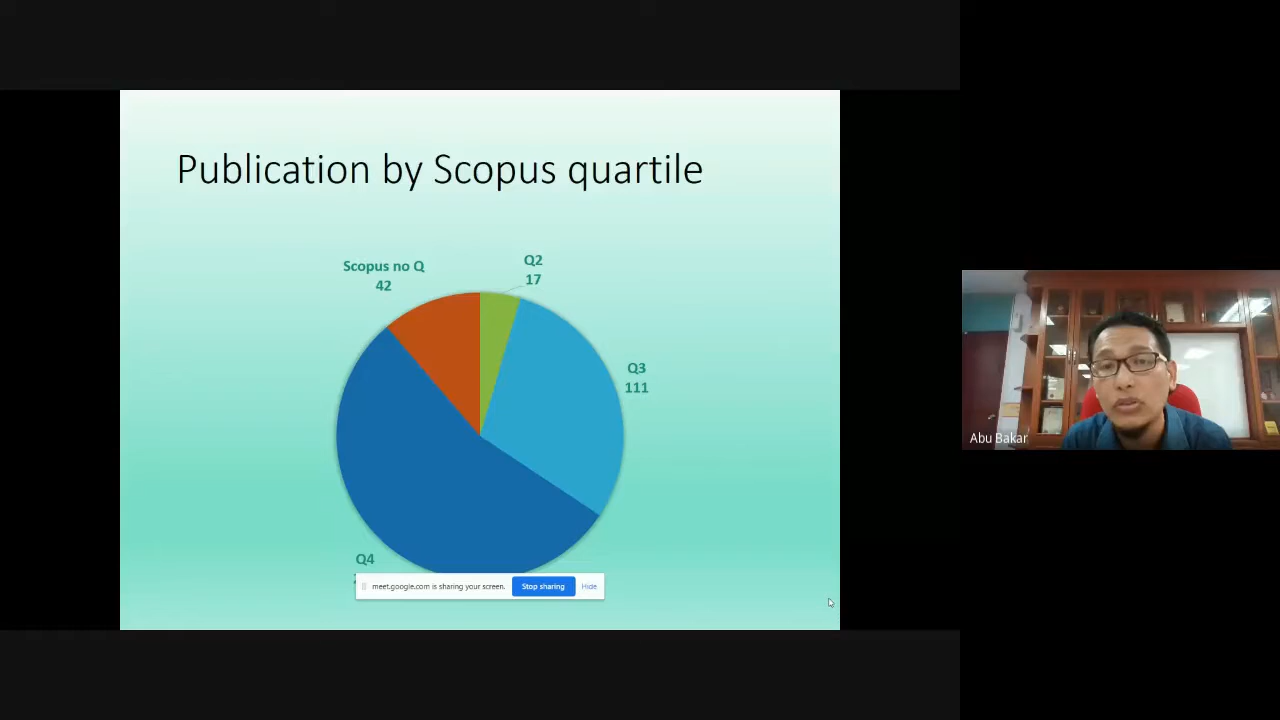 Publication by Scopus quartile
Scopus no Q
42
Q2
17
Q3
111
Q4
meet.google.com is sharing your screen.
Stop sharing
Hide
Abu Bakar